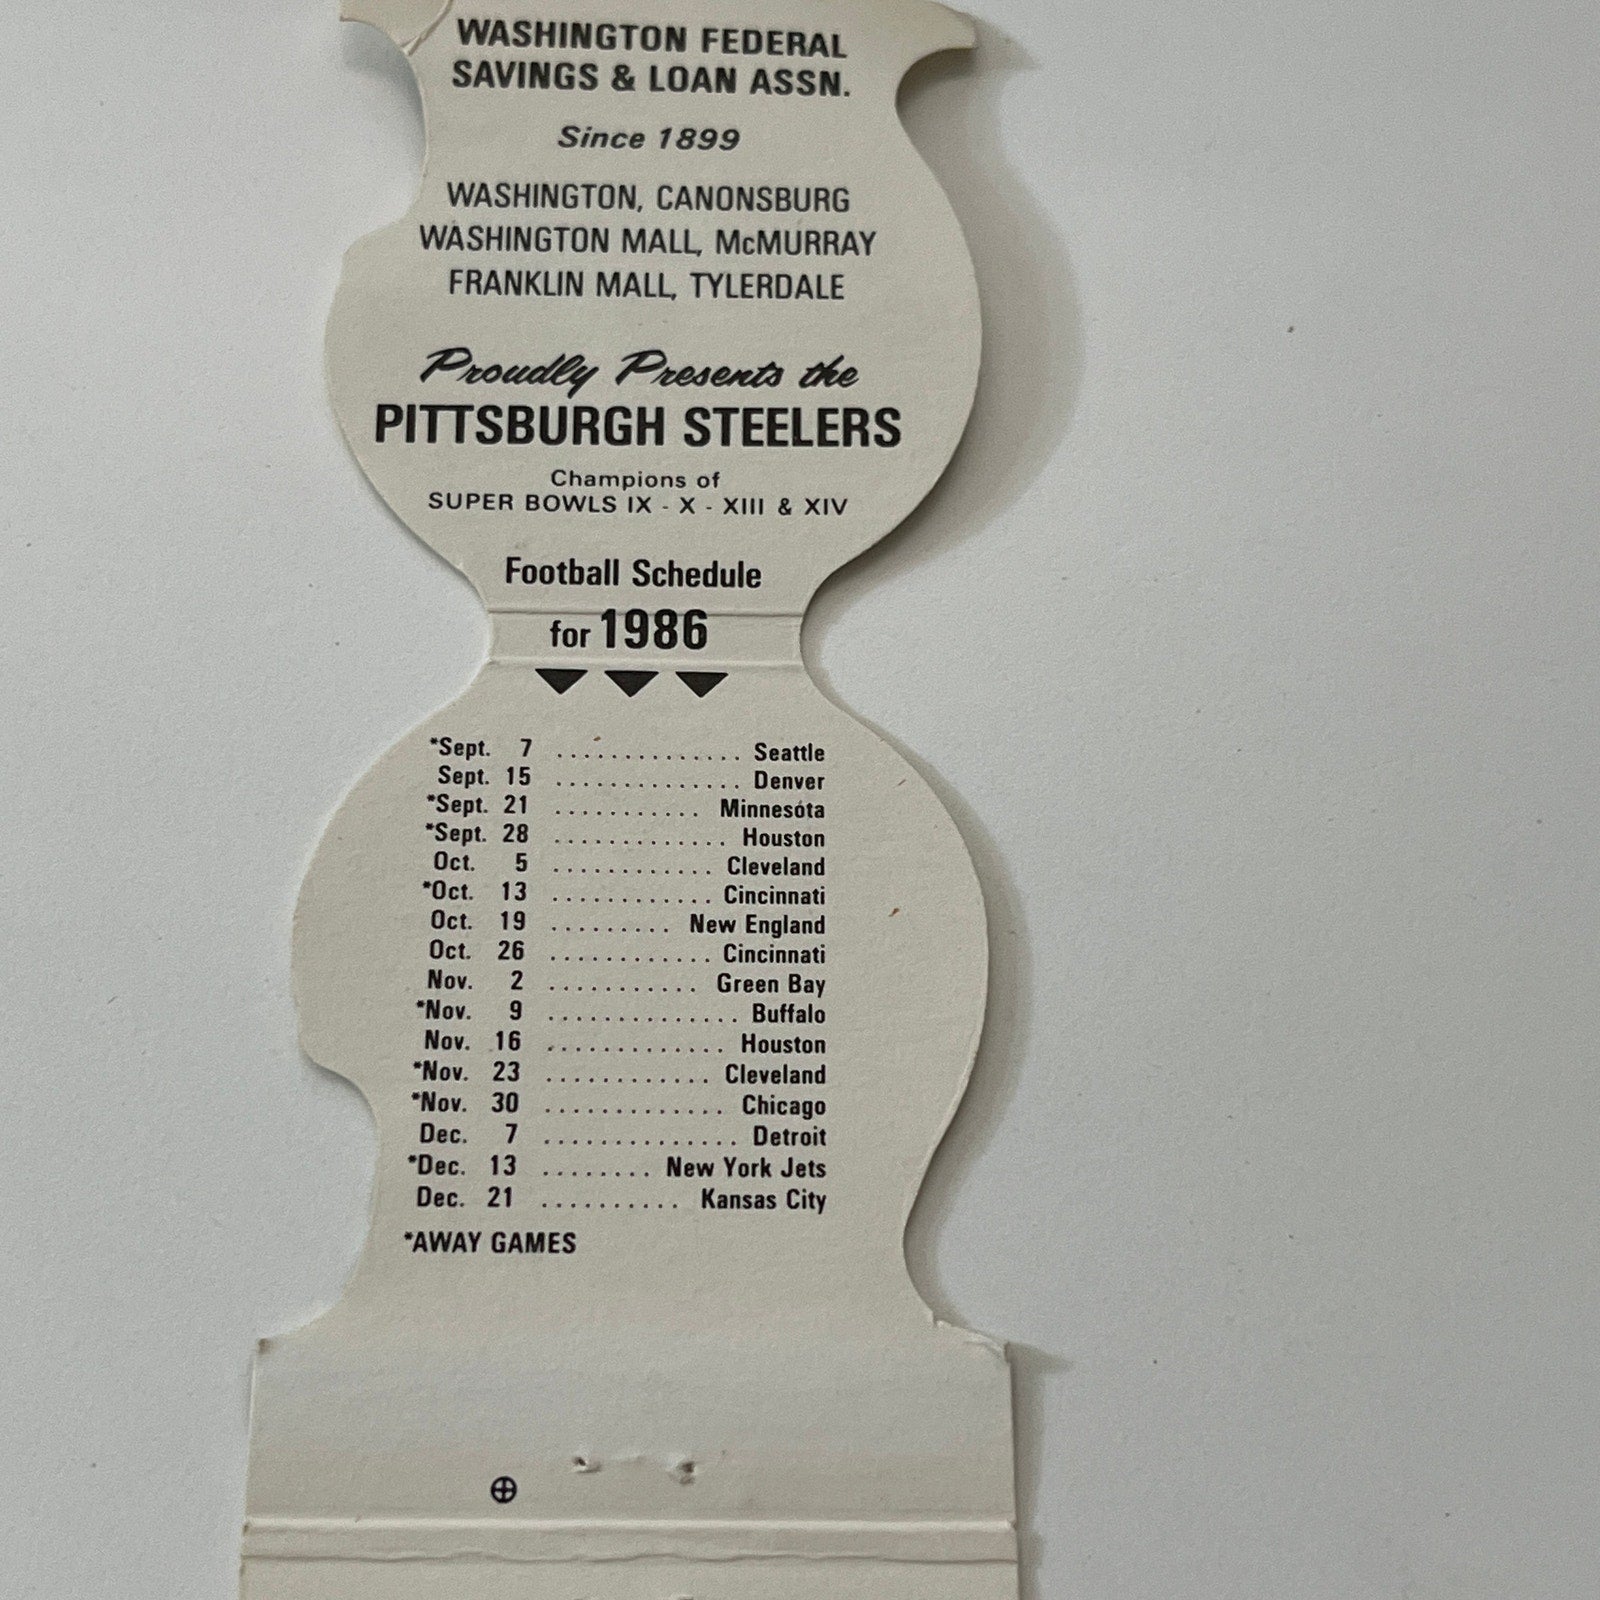 WASHINGTON FEDERAL
SAVINGS & LOAN ASSN.
Since 1899
WASHINGTON, CANONSBURG
WASHINGTON MALL, McMURRAY
FRANKLIN MALL, TYLERDALE
Proudly Presents the
PITTSBURGH STEELERS
Champions of
SUPER BOWLS IX - X - XIII & XIV
Football Schedule
for 1986
*Sept. 7 .............. Seattle
Sept. 15 .............. Denver
*Sept. 21 ........... Minnesota
*Sept. 28 ............. Houston
Oct. 5 ............ Cleveland
*Oct. 13 ............ Cincinnati
Oct. 19 ......... New England
Oct. 26 ............ Cincinnati
Nov. 2 ........... Green Bay
*Nov. 9 .............. Buffalo
Nov. 16 ............. Houston
*Nov. 23 ............ Cleveland
*Nov. 30 ............. Chicago
Dec. 7 .............. Detroit
*Dec. 13 ........ New York Jets
Dec. 21 .......... Kansas City
*AWAY GAMES